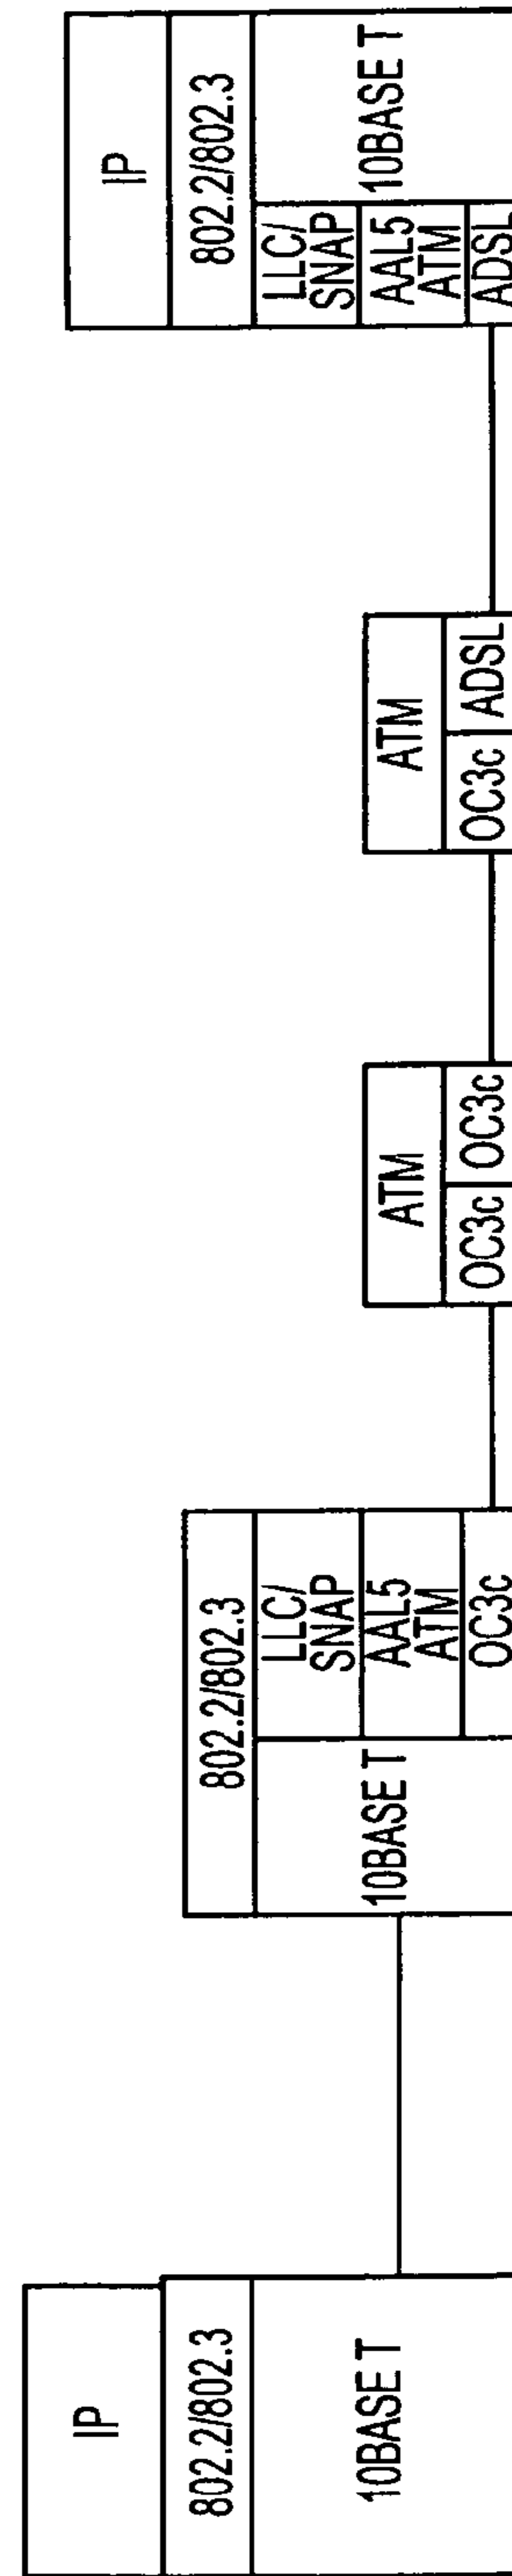 IP
802.2/802.3
10BASE T
802.2/802.3
10BASE T
LLC/
SNAP
AAL5
ATM
OC3c
ATM
OC3c
OC3c
ATM
OC3c
ADSL
IP
802.2/802.3
LLC/
SNAP
AAL5
ATM
ADSL
10BASE T